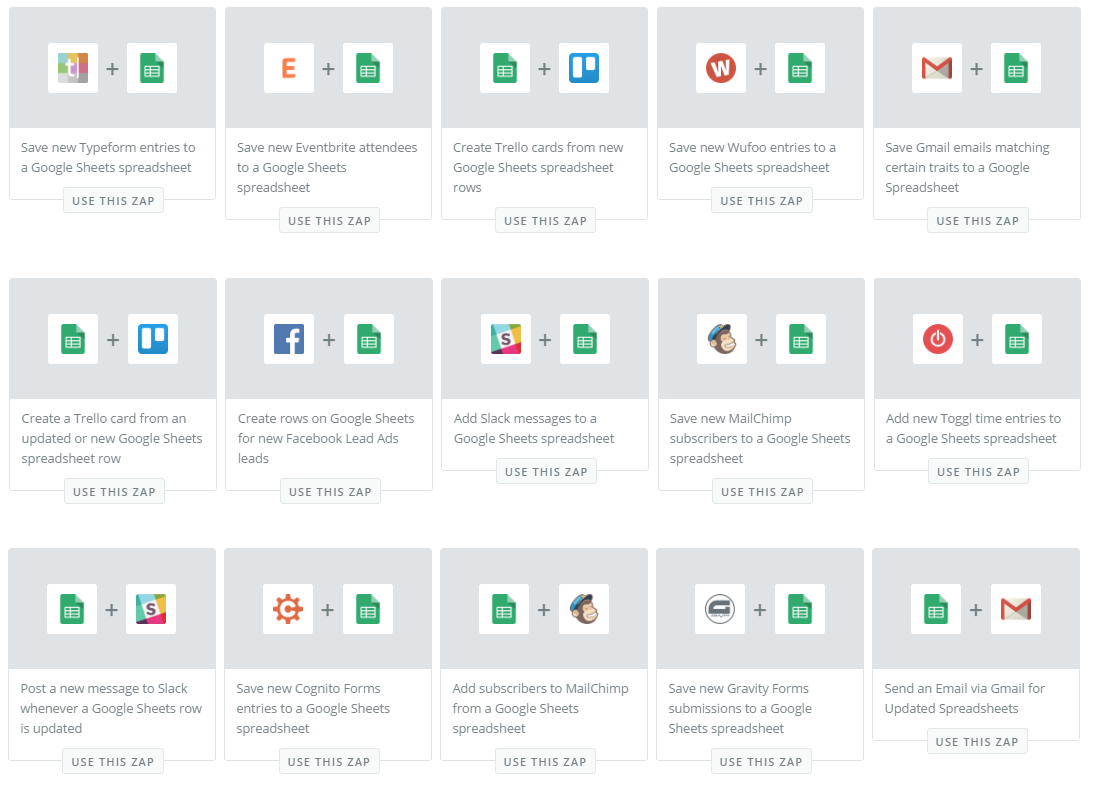 Save new Typeform entries to
a Google Sheets spreadsheet
USE THIS ZAP
Save new Eventbrite attendees
to a Google Sheets
spreadsheet
USE THIS ZAP
Create Trello cards from new
Google Sheets spreadsheet
rows
USE THIS ZAP
Save new Wufoo entries to a
Google Sheets spreadsheet
USE THIS ZAP
Save Gmail emails matching
certain traits to a Google
Spreadsheet
USE THIS ZAP
Create a Trello card from an
updated or new Google Sheets
spreadsheet row
USE THIS ZAP
Create rows on Google Sheets
for new Facebook Lead Ads
leads
USE THIS ZAP
Add Slack messages to a
Google Sheets spreadsheet
USE THIS ZAP
Save new MailChimp
subscribers to a Google Sheets
spreadsheet
USE THIS ZAP
Add new Toggl time entries to
a Google Sheets spreadsheet
USE THIS ZAP
Post a new message to Slack
whenever a Google Sheets row
is updated
USE THIS ZAP
Save new Cognito Forms
entries to a Google Sheets
spreadsheet
USE THIS ZAP
Add subscribers to MailChimp
from a Google Sheets
spreadsheet
USE THIS ZAP
Save new Gravity Forms
submissions to a Google
Sheets spreadsheet
USE THIS ZAP
Send an Email via Gmail for
Updated Spreadsheets
USE THIS ZAP